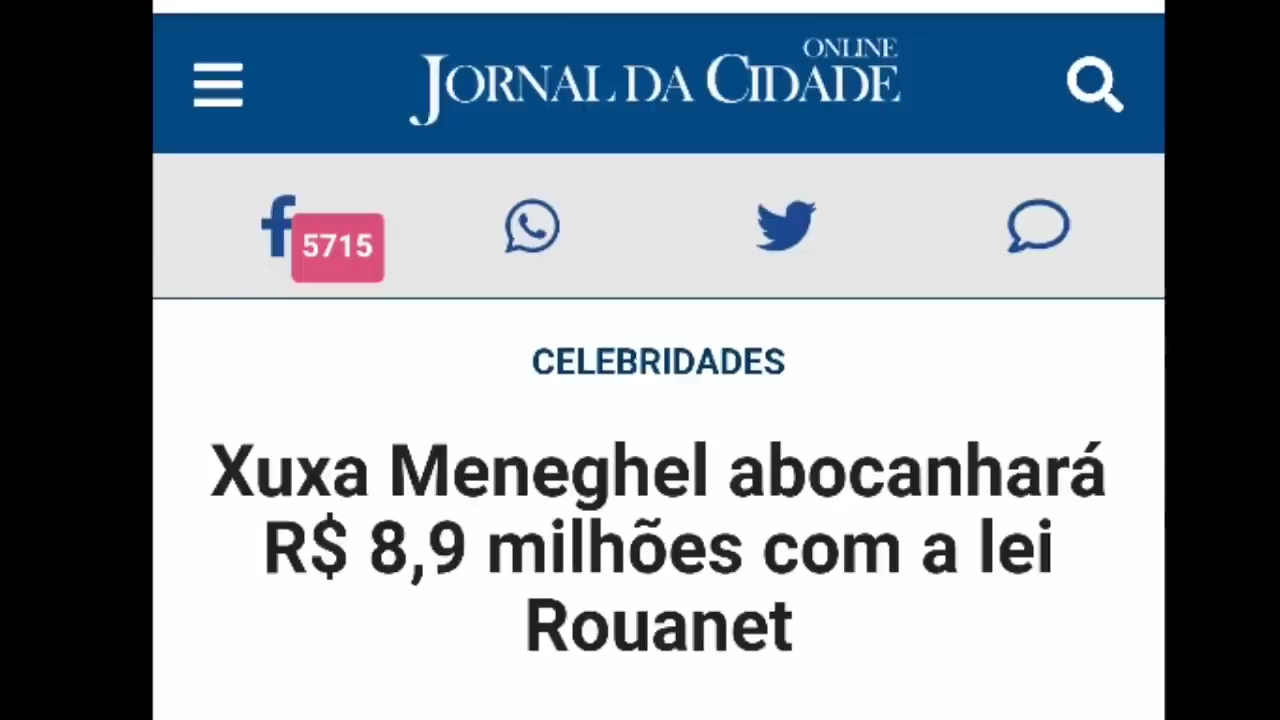 ONLINE
JORNAL DA CIDADE
5715
CELEBRIDADES
Xuxa Meneghel abocanhará
R$ 8,9 milhões com a lei
Rouanet